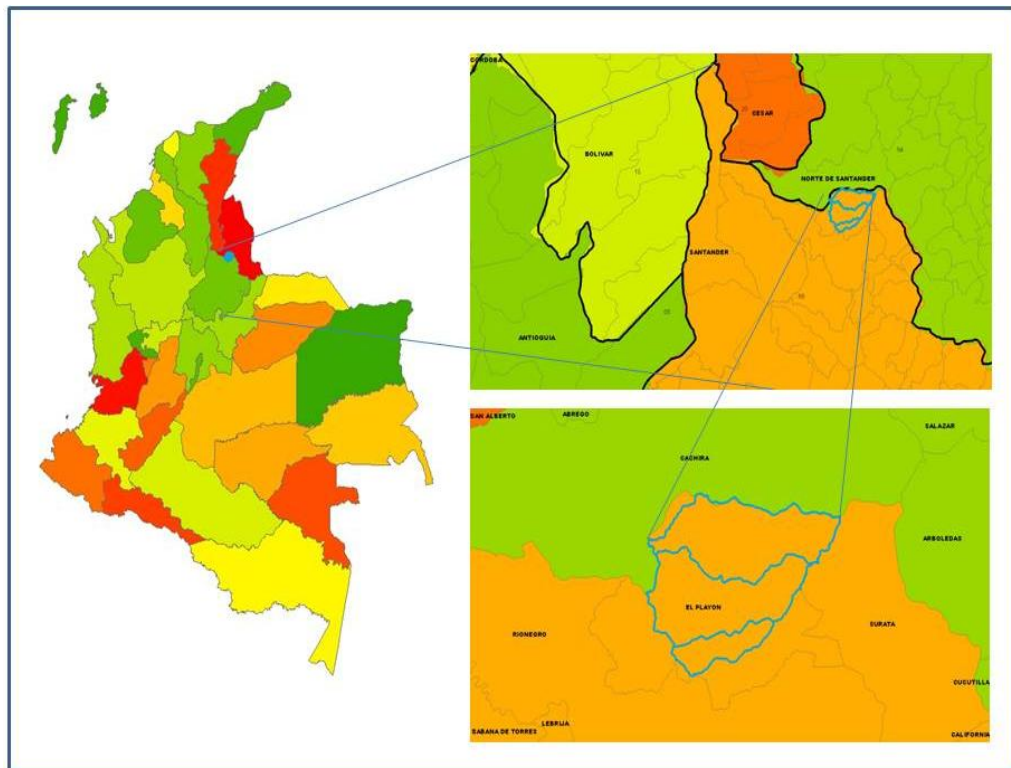 CORDOBA
CESAR
BOLIVAR
NORTE DE SANTANDER
SANTANDER
ANTIOQUIA
SAN ALBERTO
ABREGO
SALAZAR
CACHIRA
ARBOLEDAS
EL PLAYON
RIONEGRO
SURATA
CUCUTILLA
LEBRIJA
SABANA DE TORRES
CALIFORNIA